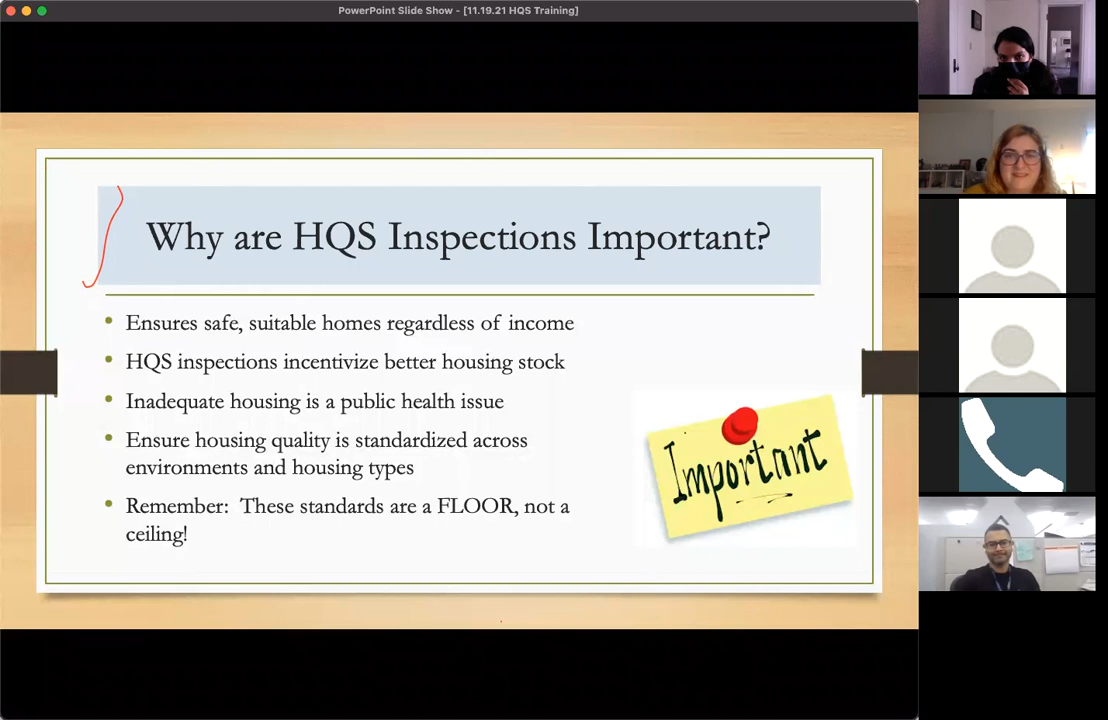 PowerPoint Slide Show - [11.19.21 HQS Training]
Why are HQS Inspections Important?
Ensures safe, suitable homes regardless of income
HQS inspections incentivize better housing stock
Inadequate housing is a public health issue
Ensure housing quality is standardized across
environments and housing types
Remember:  These standards are a FLOOR, not a
ceiling!
Important